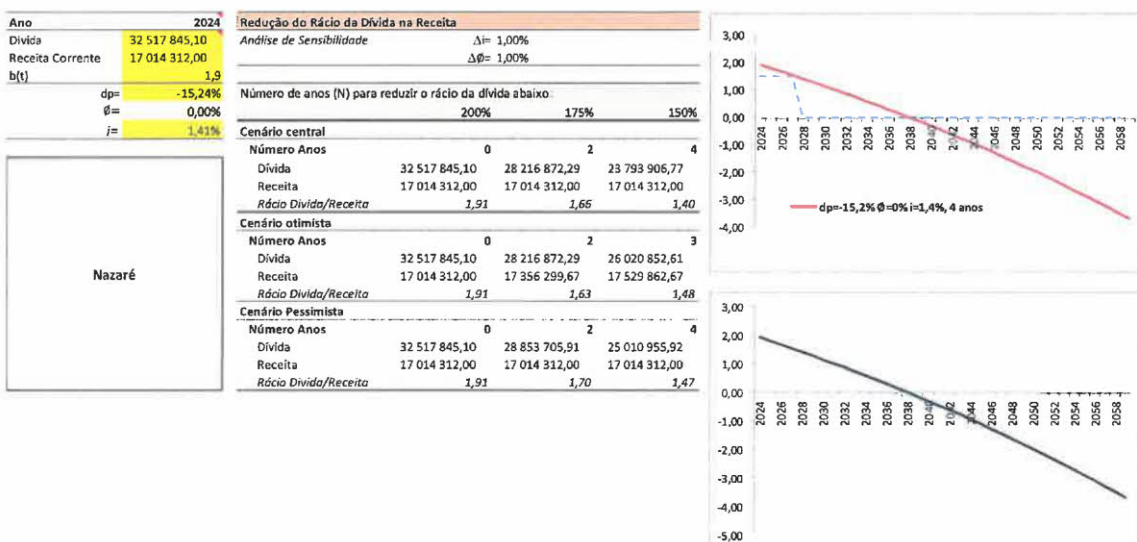 Ano 2024
Divida 32 517 845,10
Receita Corrente 17 014 312,00
b(t) 1,9
dp= -15,24%
Ø= 0,00%
i= 1,41%
Nazaré
Redução do Rácio da Dívida na Receita
Análise de Sensibilidade Δi= 1,00%
ΔØ= 1,00%
Número de anos (N) para reduzir o rácio da dívida abaixo:
200% 175% 150%
Cenário central
Número Anos 0 2 4
Dívida 32 517 845,10 28 216 872,29 23 793 906,77
Receita 17 014 312,00 17 014 312,00 17 014 312,00
Rácio Divida/Receita 1,91 1,66 1,40
Cenário otimista
Número Anos 0 2 3
Dívida 32 517 845,10 28 216 872,29 26 020 852,61
Receita 17 014 312,00 17 356 299,67 17 529 862,67
Rácio Divida/Receita 1,91 1,63 1,48
Cenário Pessimista
Número Anos 0 2 4
Dívida 32 517 845,10 28 853 705,91 25 010 955,92
Receita 17 014 312,00 17 014 312,00 17 014 312,00
Rácio Divida/Receita 1,91 1,70 1,47
3,00
2,00
1,00
0,00
-1,00
-2,00
-3,00
-4,00
2024 2026 2028 2030 2032 2034 2036 2038 2040 2042 2044 2046 2048 2050 2052 2054 2056 2058
dp=-15,2% Ø=0% i=1,4%, 4 anos
3,00
2,00
1,00
0,00
-1,00
-2,00
-3,00
-4,00
-5,00
2024 2026 2028 2030 2032 2034 2036 2038 2040 2042 2044 2046 2048 2050 2052 2054 2056 2058